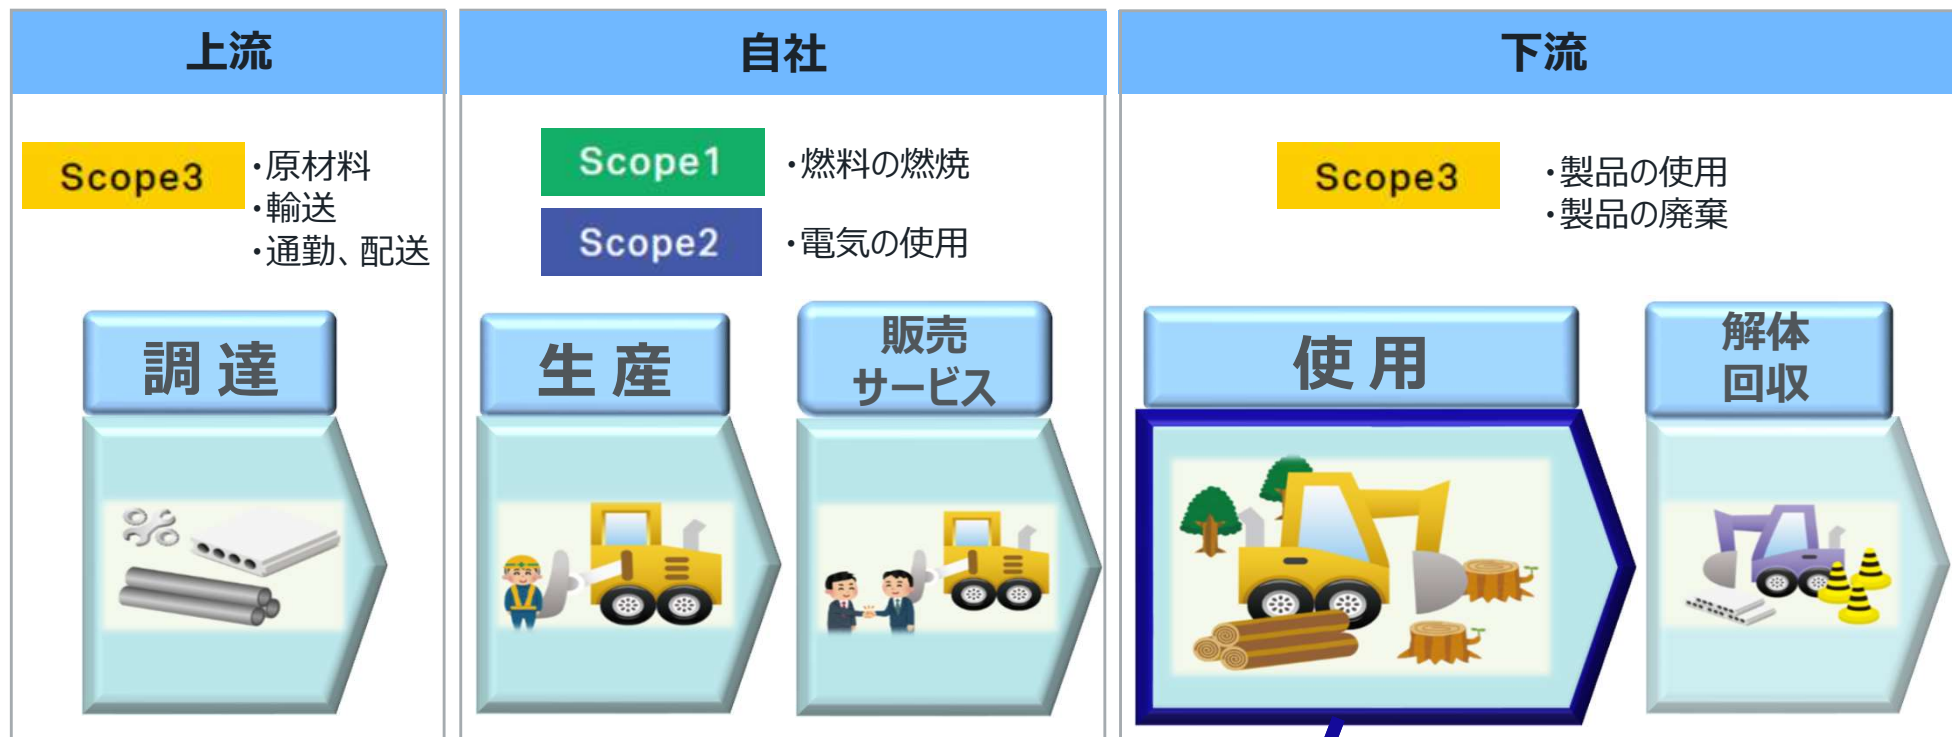 上流
Scope3
・原材料
・輸送
・通勤、配送
調達
自社
Scope1
・燃料の燃焼
Scope2
・電気の使用
生産
販売
サービス
下流
Scope3
・製品の使用
・製品の廃棄
使用
解体
回収